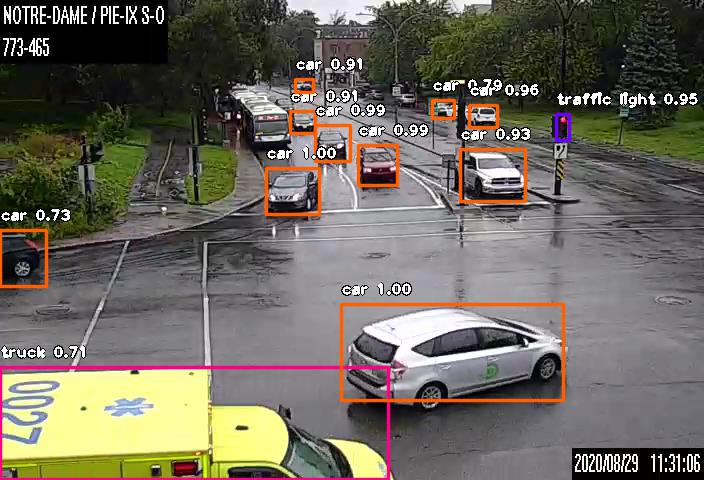 NOTRE-DAME / PIE-IX S-O
773-465
car 0.91
car 0.91
car 0.99
car 0.99
car 1.00
car 0.79
car 0.96
traffic light 0.95
car 0.93
car 0.73
car 1.00
truck 0.71
0027
2020/08/29 11:31:06